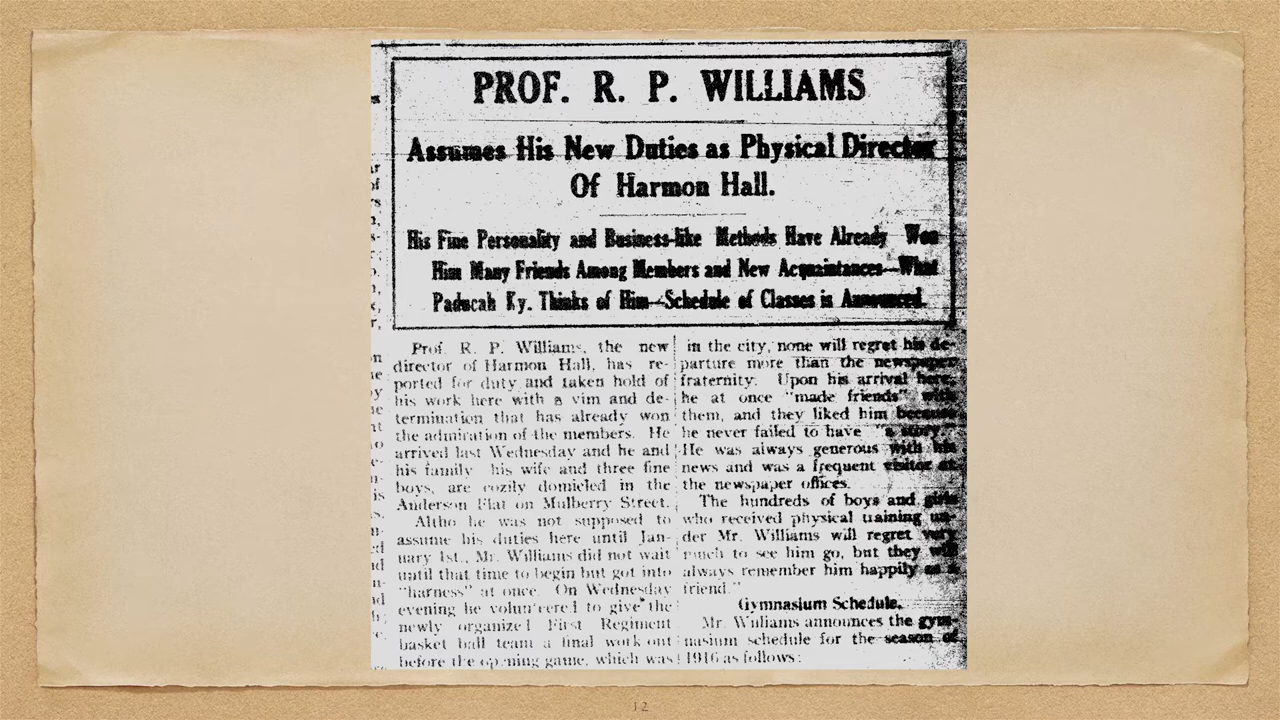 PROF. R. P. WILLIAMS
Assumes His New Duties as Physical Director
Of Harmon Hall.
His Fine Personality and Business-like Methods Have Already Won
Him Many Friends Among Members and New Acquaintances—What
Paducah Ky. Thinks of Him—Schedule of Classes is Announced.
Prof. R. P. Williams, the new
director of Harmon Hall, has re-
ported for duty and taken hold of
his work here with a vim and de-
termination that has already won
the admiration of the members. He
arrived last Wednesday and he and
his family his wife and three fine
boys, are cozily domicled in the
Anderson Flat on Mulberry Street.
Altho he was not supposed to
assume his duties here until Jan-
uary 1st., Mr. Williams did not wait
until that time to begin but got into
"harness" at once. On Wednesday
evening he volunteered to give the
newly organized First Regiment
basket ball team a final work out
before the opening game, which was
in the city, none will regret his de-
parture more than the newspaper
fraternity. Upon his arrival here,
he at once "made friends" with
them, and they liked him because
he never failed to have "a story."
He was always generous with his
news and was a frequent visitor at
the newspaper offices.
The hundreds of boys and girls
who received physical training un-
der Mr. Williams will regret very
much to see him go, but they will
always remember him happily as a
friend."
Gymnasium Schedule.
Mr. Williams announces the gym-
nasium schedule for the season of
1916 as follows:
12